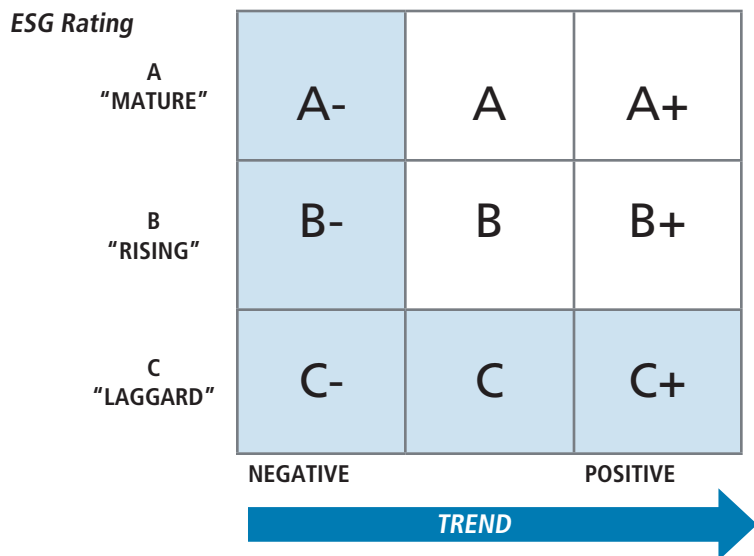 ESG Rating
A
"MATURE"
A- A A+
B
"RISING"
B- B B+
C
"LAGGARD"
C- C C+
NEGATIVE POSITIVE
TREND